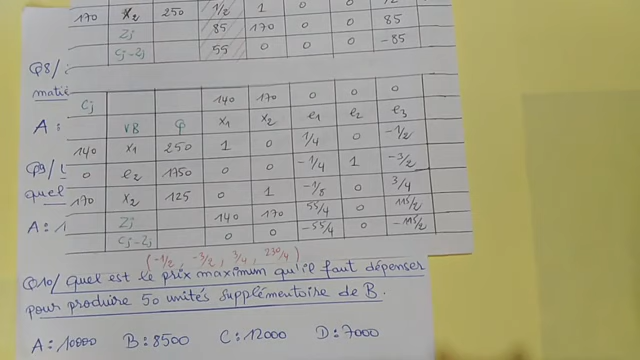 170 x2 250 1/2 1 0 0
Zj 85 170 0 0 85
Cj-Zj 55 0 0 0 -85
Q8/
matiè
A:
Q9/
quel
A: 1
Cj 140 170 0 0 0
VB Q x1 x2 e1 e2 e3
140 x1 250 1 0 1/4 0 -1/2
0 e2 1750 0 0 -1/4 1 -3/2
170 x2 125 0 1 -1/8 0 3/4
Zj 140 170 55/4 0 115/2
Cj-Zj 0 0 -55/4 0 -115/2
(-1/2, -3/2, 3/4, 230/4)
Q10/ Quel est le prix maximum qu'il faut dépenser
pour produire 50 unités supplémentoire de B.
A: 10000 B: 8500 C: 12000 D: 7000